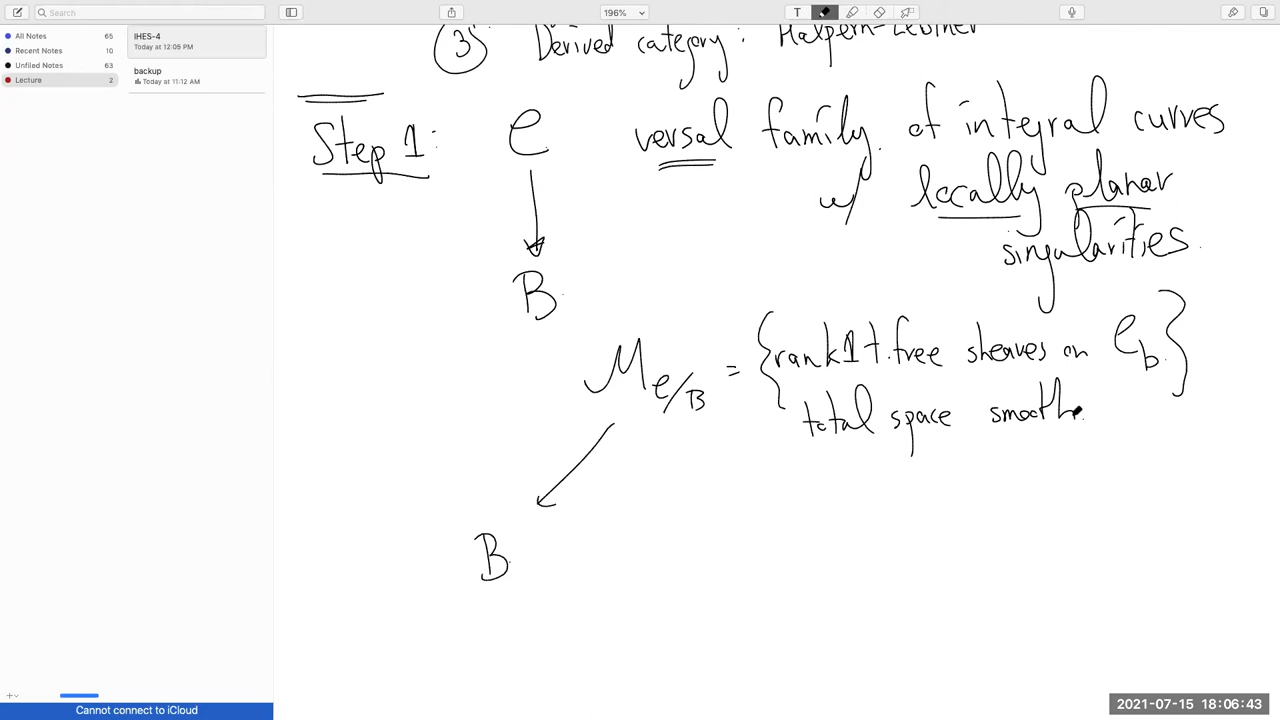 Search
196%
T
All Notes 65
Recent Notes 10
Unfiled Notes 63
Lecture 2
IHES-4
Today at 12:05 PM
backup
Today at 11:12 AM
③ Derived category: Halpern-Leistner
Step 1: C versal family of integral curves
w/ locally planar
singularities
B
M_{C/B} = {rank 1 t.free sheaves on C_b}
total space smooth
B
Cannot connect to iCloud
2021-07-15 18:06:43